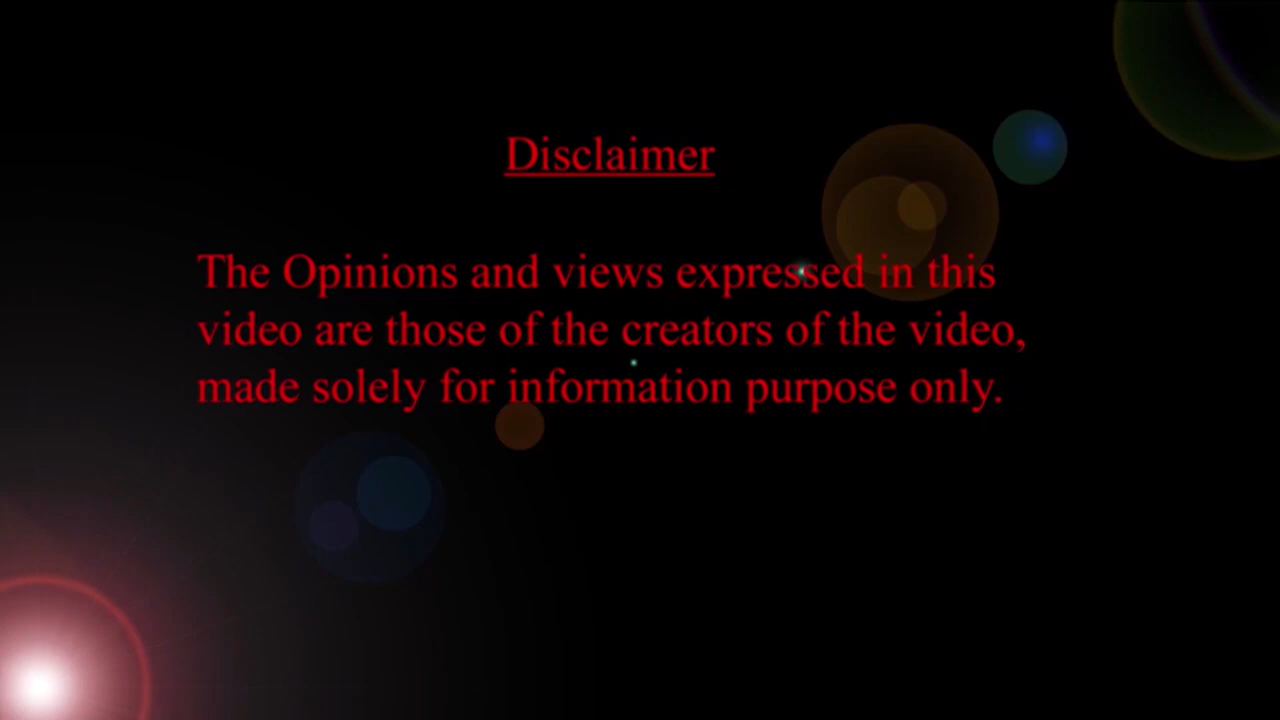 Disclaimer
The Opinions and views expressed in this
video are those of the creators of the video,
made solely for information purpose only.